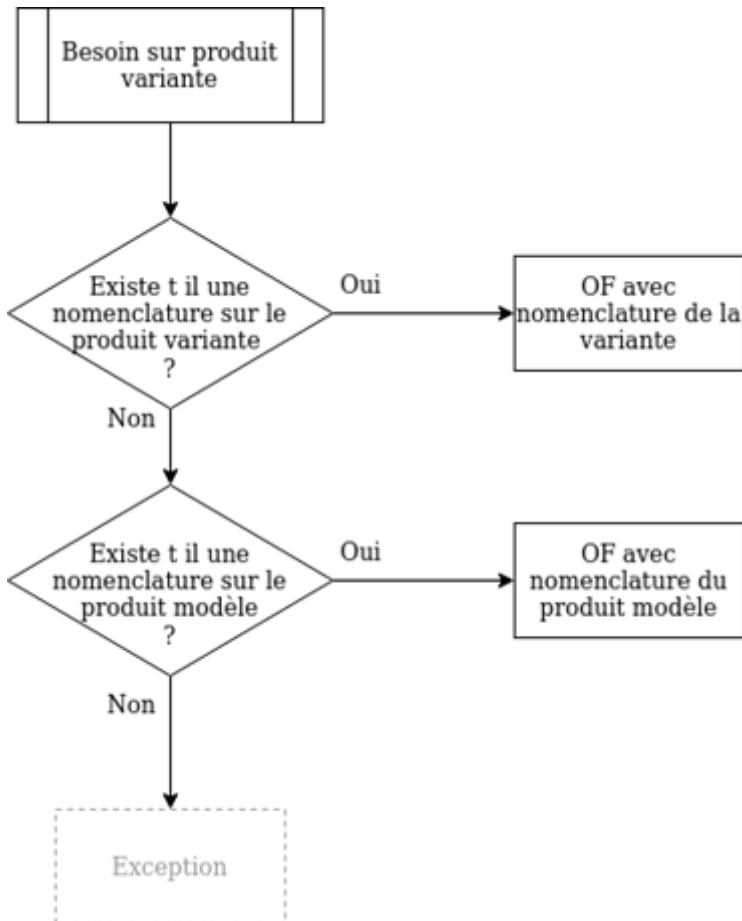 Besoin sur produit
variante
Existe t il une
nomenclature sur le
produit variante
?
Oui
OF avec
nomenclature de la
variante
Non
Existe t il une
nomenclature sur le
produit modèle
?
Oui
OF avec
nomenclature du
produit modèle
Non
Exception